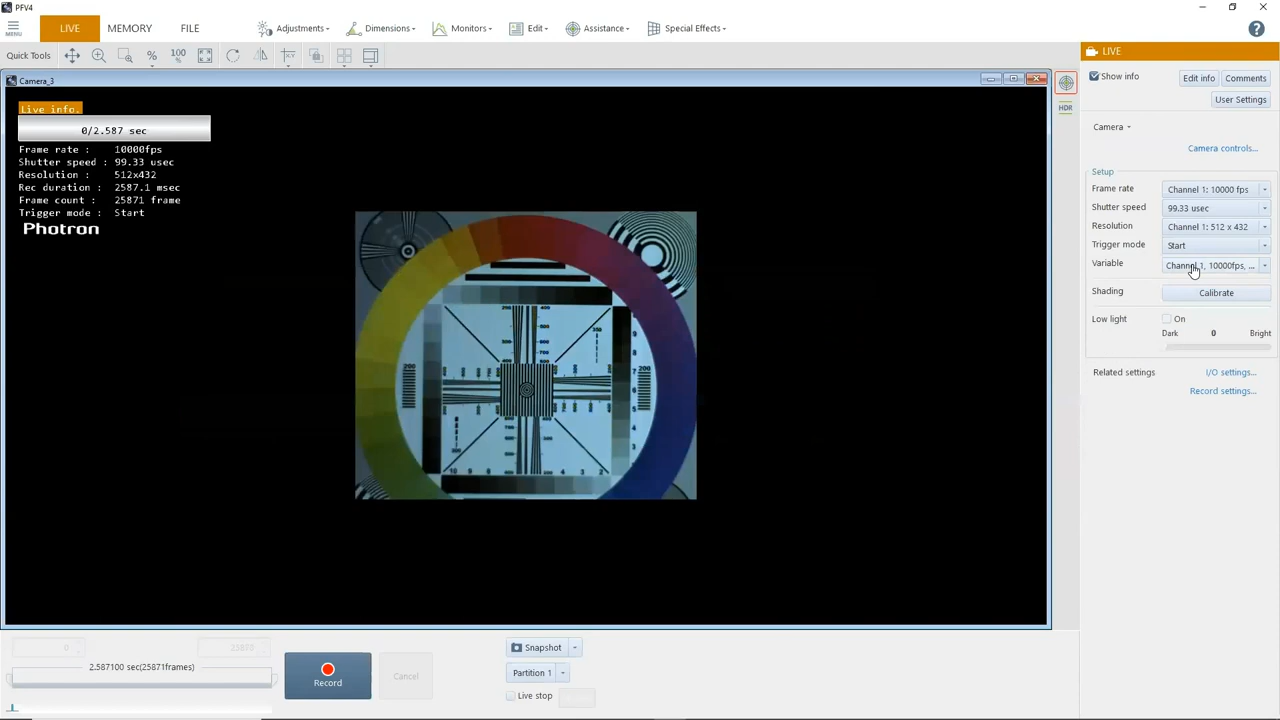 PFV4
MENU
LIVE
MEMORY
FILE
Adjustments
Dimensions
Monitors
Edit
Assistance
Special Effects
Quick Tools
%
100
%
Camera_3
Live info.
0/2.587 sec
Frame rate : 10000fps
Shutter speed : 99.33 usec
Resolution : 512x432
Rec duration : 2587.1 msec
Frame count : 25871 frame
Trigger mode : Start
Photron
HDR
LIVE
Show info
Edit info
Comments
User Settings
Camera
Camera controls...
Setup
Frame rate
Channel 1: 10000 fps
Shutter speed
99.33 usec
Resolution
Channel 1: 512 x 432
Trigger mode
Start
Variable
Channel 1, 10000fps, ...
Shading
Calibrate
Low light
On
Dark 0 Bright
Related settings
I/O settings...
Record settings...
0
2.587100 sec(25871frames)
Record
Cancel
Snapshot
Partition 1
Live stop